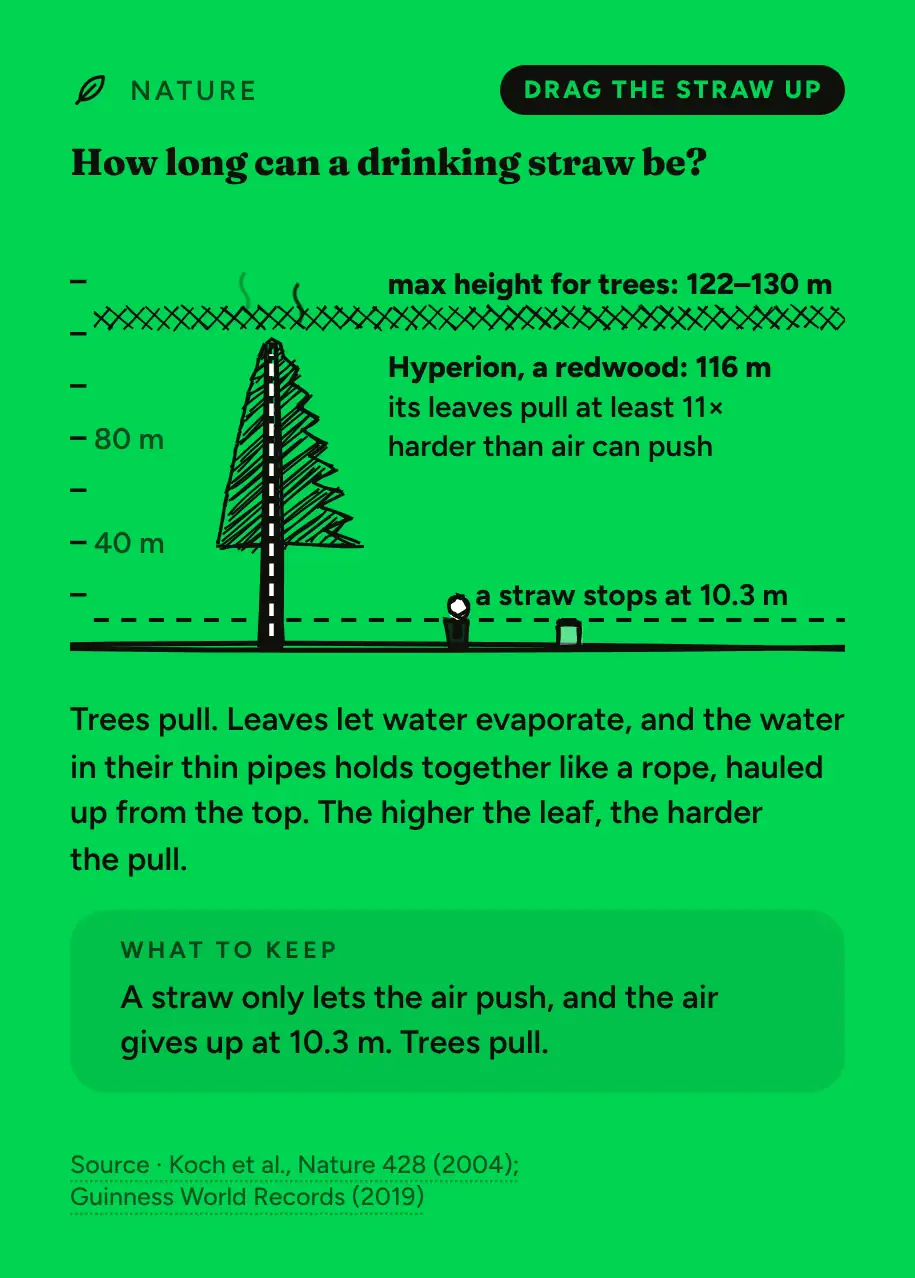 NATURE
DRAG THE STRAW UP
How long can a drinking straw be?
max height for trees: 122–130 m
Hyperion, a redwood: 116 m
its leaves pull at least 11×
harder than air can push
80 m
40 m
a straw stops at 10.3 m
Trees pull. Leaves let water evaporate, and the water
in their thin pipes holds together like a rope, hauled
up from the top. The higher the leaf, the harder
the pull.
WHAT TO KEEP
A straw only lets the air push, and the air
gives up at 10.3 m. Trees pull.
Source · Koch et al., Nature 428 (2004);
Guinness World Records (2019)